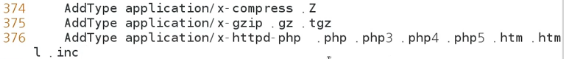 374 AddType application/x-compress .Z
375 AddType application/x-gzip .gz .tgz
376 AddType application/x-httpd-php .php .php3 .php4 .php5 .htm .htm
l .inc